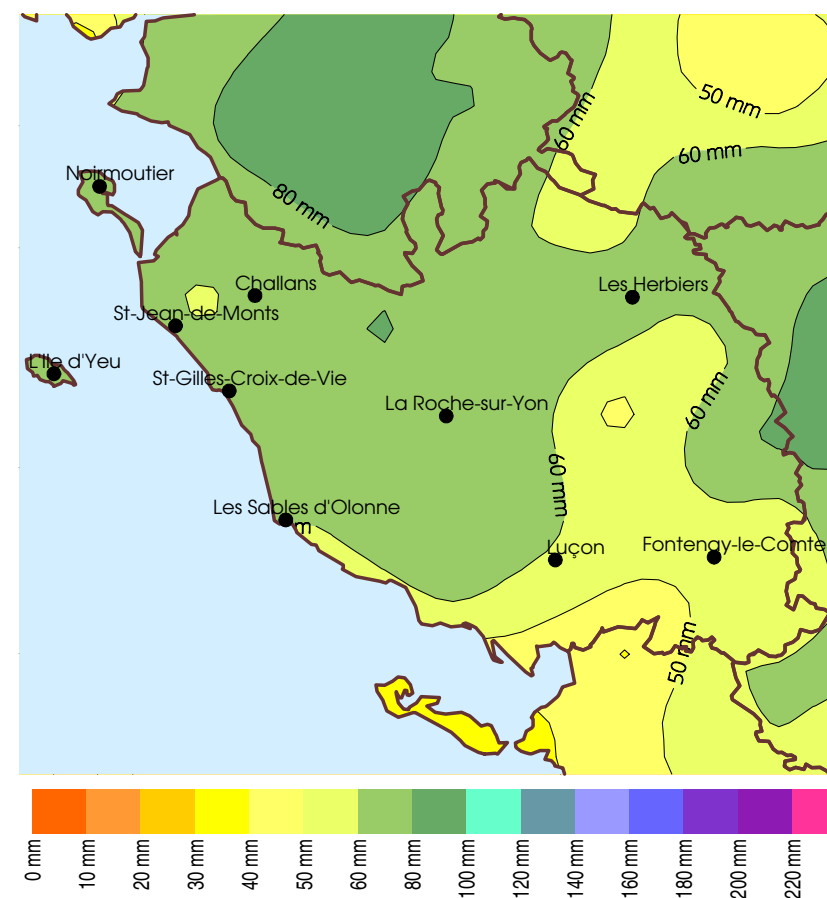 50 mm
60 mm
60 mm
Noirmoutier
80 mm
Challans
Les Herbiers
St-Jean-de-Monts
L'Ile d'Yeu
St-Gilles-Croix-de-Vie
La Roche-sur-Yon
60 mm
60 mm
Les Sables d'Olonne
m
Luçon
Fontenay-le-Comte
50 mm
0 mm
10 mm
20 mm
30 mm
40 mm
50 mm
60 mm
80 mm
100 mm
120 mm
140 mm
160 mm
180 mm
200 mm
220 mm